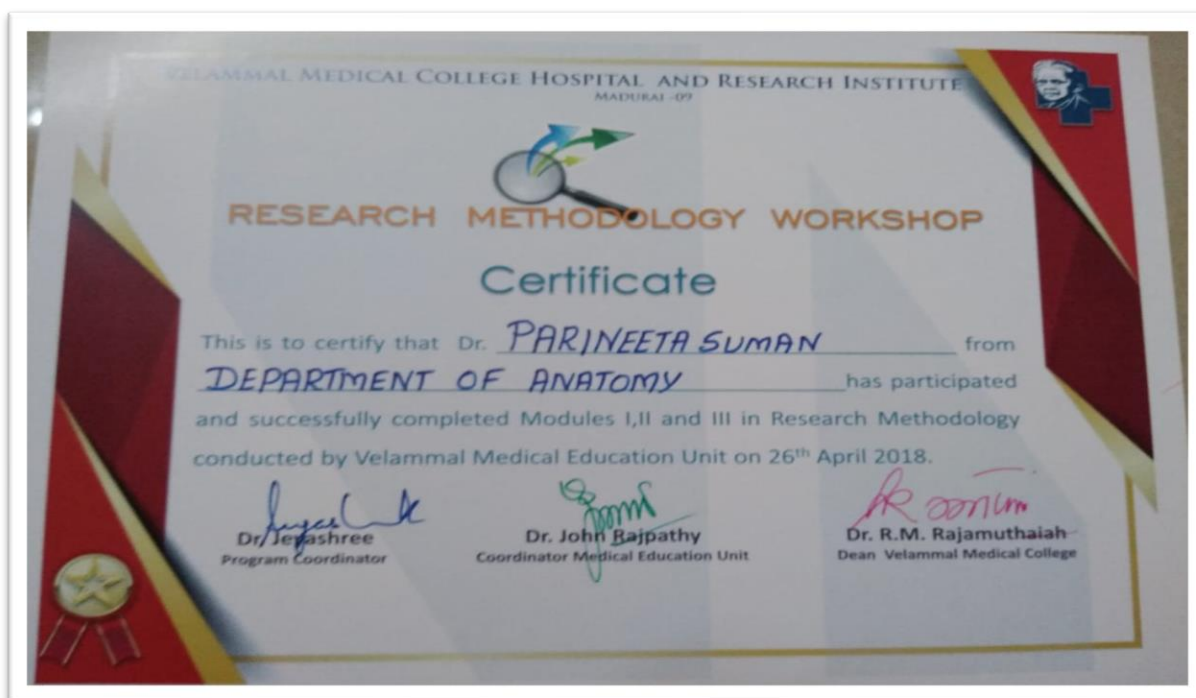 VELAMMAL MEDICAL COLLEGE HOSPITAL AND RESEARCH INSTITUTE
MADURAI -09
RESEARCH METHODOLOGY WORKSHOP
Certificate
This is to certify that Dr. PARINEETA SUMAN from
DEPARTMENT OF ANATOMY has participated
and successfully completed Modules I,II and III in Research Methodology
conducted by Velammal Medical Education Unit on 26th April 2018.
Dr. Jeyashree Dr. John Rajpathy Dr. R.M. Rajamuthaiah
Program Coordinator Coordinator Medical Education Unit Dean Velammal Medical College